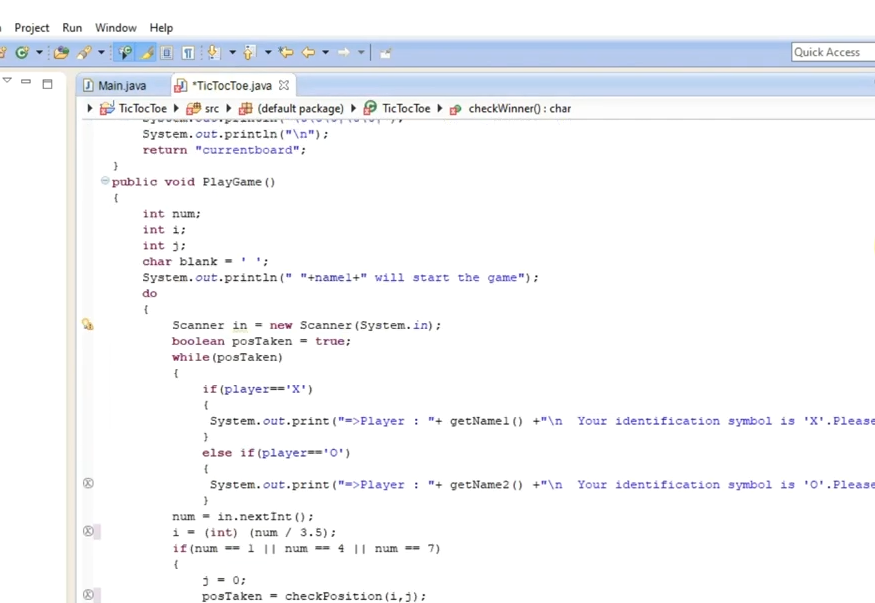 Project Run Window Help
Quick Access
Main.java *TicTocToe.java
TicTocToe src (default package) TicTocToe checkWinner() : char
System.out.println("\n");
return "currentboard";
}
public void PlayGame()
{
int num;
int i;
int j;
char blank = ' ';
System.out.println(" "+name1+" will start the game");
do
{
Scanner in = new Scanner(System.in);
boolean posTaken = true;
while(posTaken)
{
if(player=='X')
{
System.out.print("=>Player : "+ getName1() +"\n  Your identification symbol is 'X'.Please
}
else if(player=='O')
{
System.out.print("=>Player : "+ getName2() +"\n  Your identification symbol is 'O'.Please
}
num = in.nextInt();
i = (int) (num / 3.5);
if(num == 1 || num == 4 || num == 7)
{
j = 0;
posTaken = checkPosition(i,j);